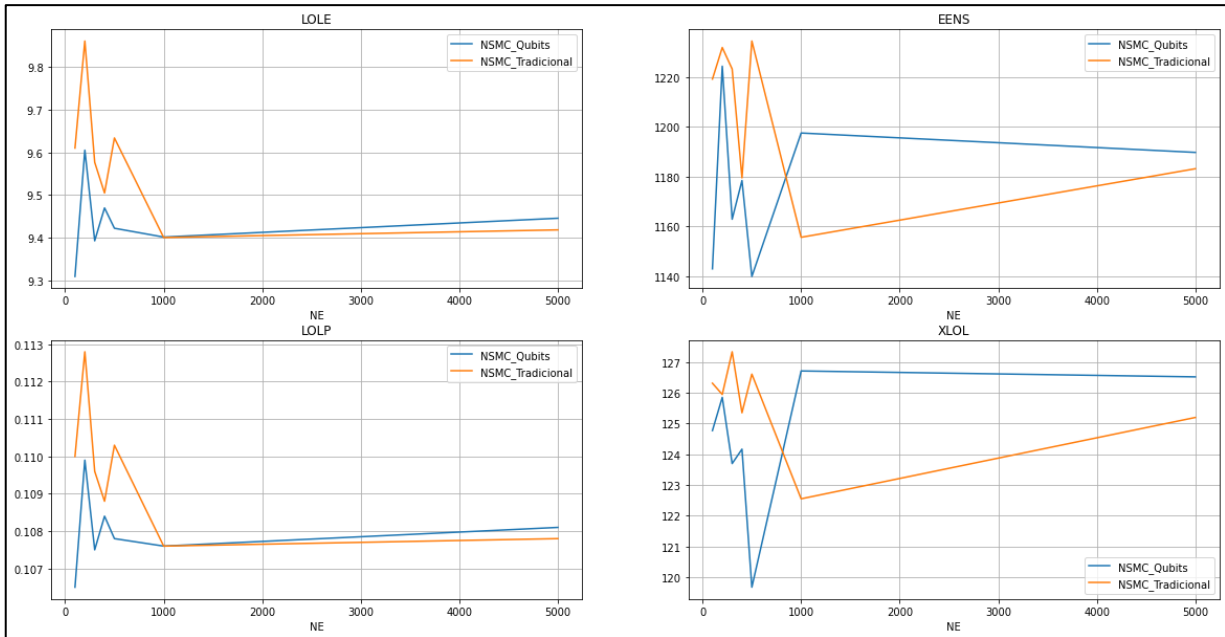 LOLE
9.8
9.7
9.6
9.5
9.4
9.3
0 1000 2000 3000 4000 5000
NE
NSMC_Qubits
NSMC_Tradicional
EENS
1220
1200
1180
1160
1140
0 1000 2000 3000 4000 5000
NE
NSMC_Qubits
NSMC_Tradicional
LOLP
0.113
0.112
0.111
0.110
0.109
0.108
0.107
0 1000 2000 3000 4000 5000
NE
NSMC_Qubits
NSMC_Tradicional
XLOL
127
126
125
124
123
122
121
120
0 1000 2000 3000 4000 5000
NE
NSMC_Qubits
NSMC_Tradicional